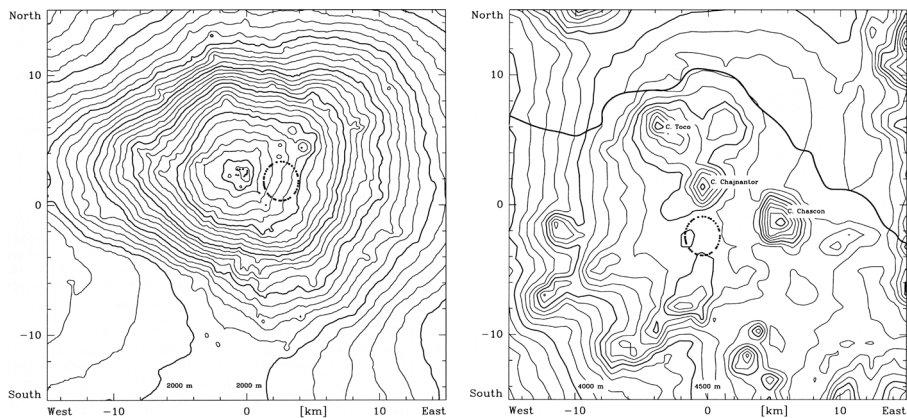 North
10
0
−10
South
2000 m
2000 m
West
−10
0
[km]
10
East
North
10
0
−10
South
C. Toco
C. Chajnantor
C. Chascon
4000 m
4500 m
West
−10
0
[km]
10
East